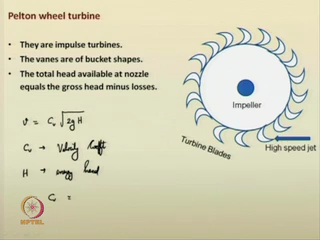 Pelton wheel turbine
• They are impulse turbines.
• The vanes are of bucket shapes.
• The total head available at nozzle
equals the gross head minus losses.
v = Cv √2gH
Cv → Velocity Coefft
H → energy head
Cv =
Impeller
Turbine Blades
High speed jet
NPTEL